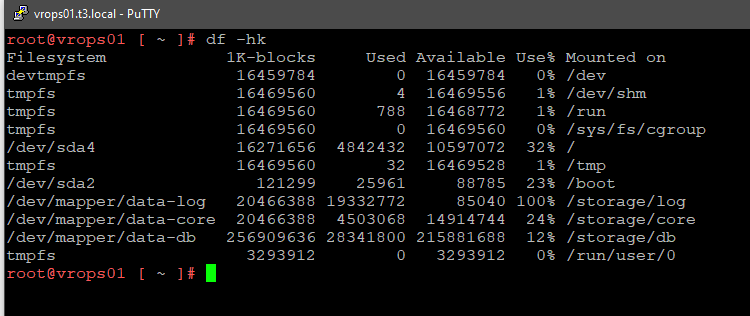 vrops01.t3.local - PuTTY
root@vrops01 [ ~ ]# df -hk
Filesystem 1K-blocks Used Available Use% Mounted on
devtmpfs 16459784 0 16459784 0% /dev
tmpfs 16469560 4 16469556 1% /dev/shm
tmpfs 16469560 788 16468772 1% /run
tmpfs 16469560 0 16469560 0% /sys/fs/cgroup
/dev/sda4 16271656 4842432 10597072 32% /
tmpfs 16469560 32 16469528 1% /tmp
/dev/sda2 121299 25961 88785 23% /boot
/dev/mapper/data-log 20466388 19332772 85040 100% /storage/log
/dev/mapper/data-core 20466388 4503068 14914744 24% /storage/core
/dev/mapper/data-db 256909636 28341800 215881688 12% /storage/db
tmpfs 3293912 0 3293912 0% /run/user/0
root@vrops01 [ ~ ]#